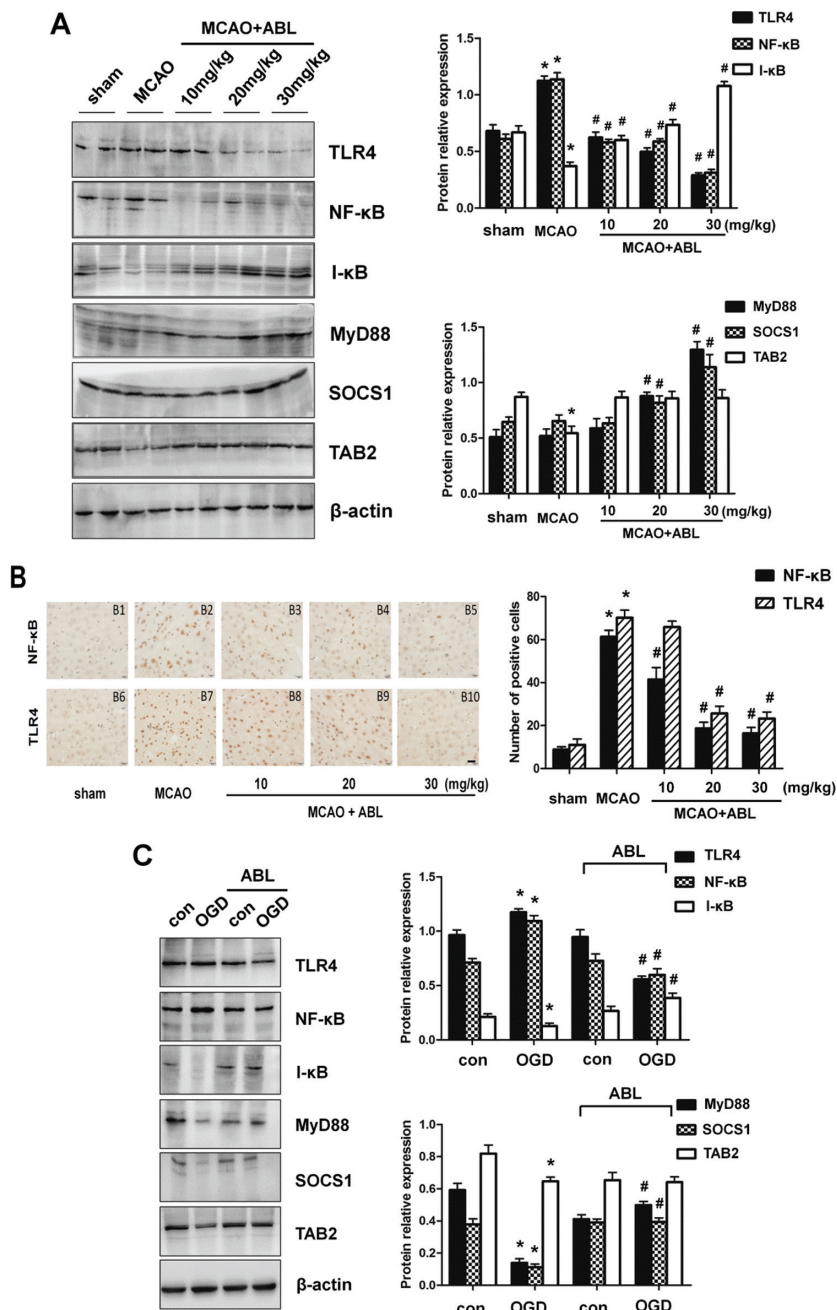 A
MCAO+ABL
sham
MCAO
10mg/kg
20mg/kg
30mg/kg
TLR4
NF-κB
I-κB
MyD88
SOCS1
TAB2
β-actin
TLR4
NF-κB
I-κB
Protein relative expression
1.5
1.0
0.5
0.0
* *
*
# # #
# # #
# # #
sham MCAO 10 20 30 (mg/kg)
MCAO+ABL
MyD88
SOCS1
TAB2
Protein relative expression
1.5
1.0
0.5
0.0
*
# #
# #
sham MCAO 10 20 30 (mg/kg)
MCAO+ABL
B
NF-κB
B1 B2 B3 B4 B5
TLR4
B6 B7 B8 B9 B10
sham MCAO 10 20 30 (mg/kg)
MCAO + ABL
NF-κB
TLR4
Number of positive cells
80
60
40
20
0
* *
#
# #
# #
sham MCAO 10 20 30 (mg/kg)
MCAO+ABL
C
ABL
con OGD con OGD
TLR4
NF-κB
I-κB
MyD88
SOCS1
TAB2
β-actin
ABL
TLR4
NF-κB
I-κB
Protein relative expression
1.5
1.0
0.5
0.0
* *
*
# # #
con OGD con OGD
ABL
MyD88
SOCS1
TAB2
Protein relative expression
1.0
0.8
0.6
0.4
0.2
0.0
* *
*
# #
con OGD con OGD